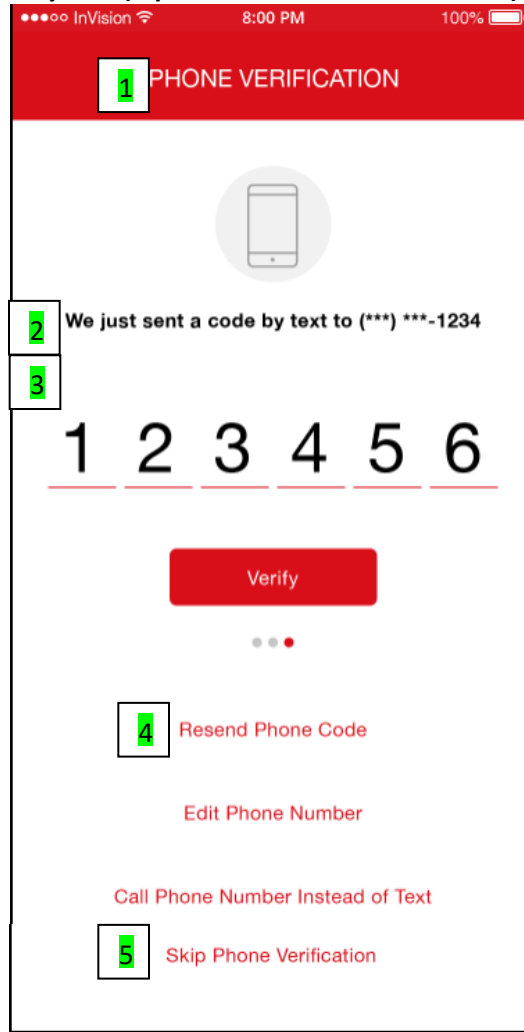 InVision 8:00 PM 100%
1 PHONE VERIFICATION
2 We just sent a code by text to (***) ***-1234
3
1 2 3 4 5 6
Verify
4 Resend Phone Code
Edit Phone Number
Call Phone Number Instead of Text
5 Skip Phone Verification